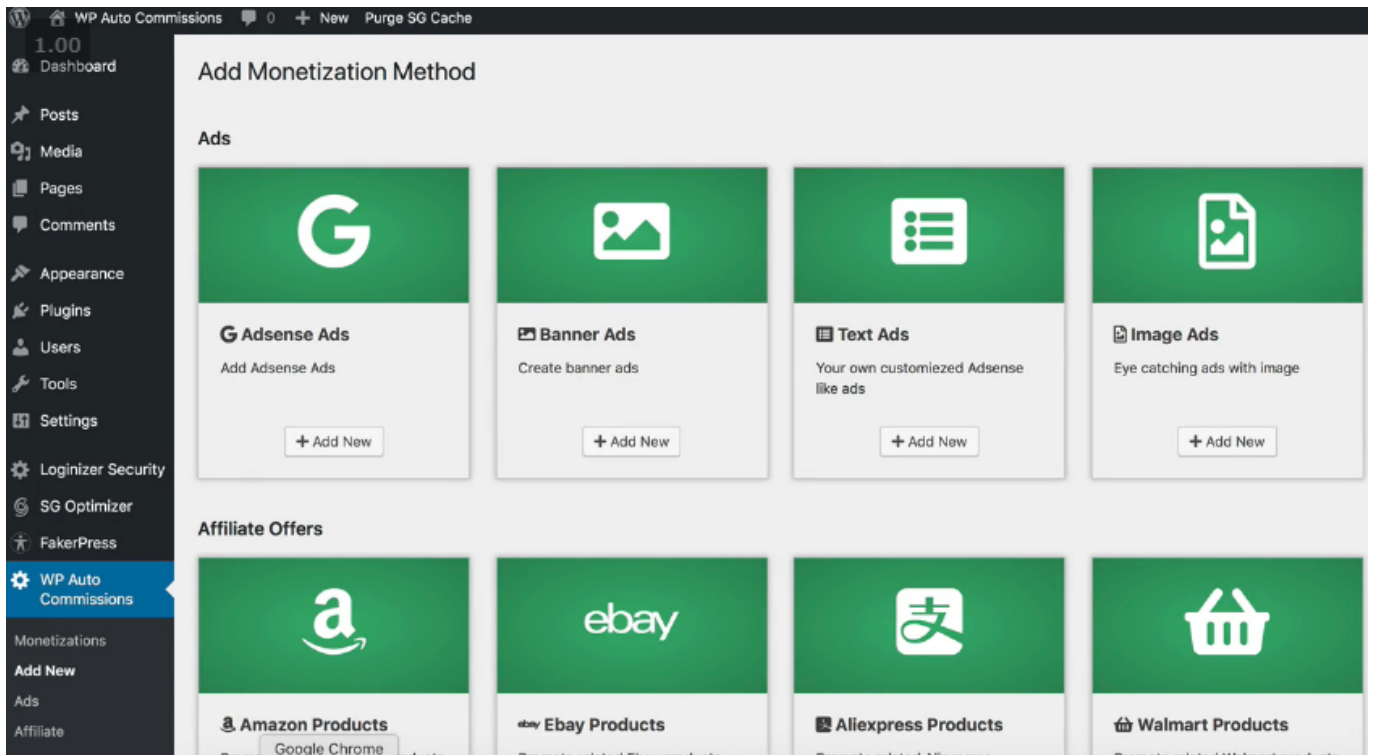 WP Auto Commissions 0 + New Purge SG Cache
1.00
Dashboard
Posts
Media
Pages
Comments
Appearance
Plugins
Users
Tools
Settings
Loginizer Security
SG Optimizer
FakerPress
WP Auto
Commissions
Monetizations
Add New
Ads
Affiliate
Add Monetization Method
Ads
Adsense Ads
Add Adsense Ads
+ Add New
Banner Ads
Create banner ads
+ Add New
Text Ads
Your own customiezed Adsense
like ads
+ Add New
Image Ads
Eye catching ads with image
+ Add New
Affiliate Offers
Amazon Products
Google Chrome
ebay
ebay Ebay Products
支
Aliexpress Products
Walmart Products